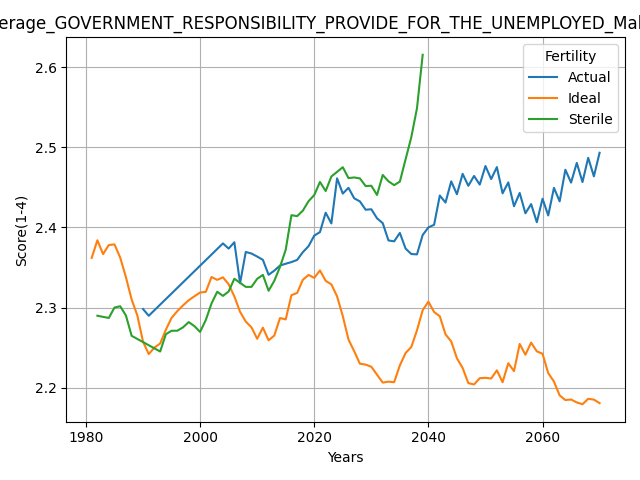 erage_GOVERNMENT_RESPONSIBILITY_PROVIDE_FOR_THE_UNEMPLOYED_Mal
Fertility
Actual
Ideal
Sterile
Score(1-4)
2.6
2.5
2.4
2.3
2.2
1980 2000 2020 2040 2060
Years